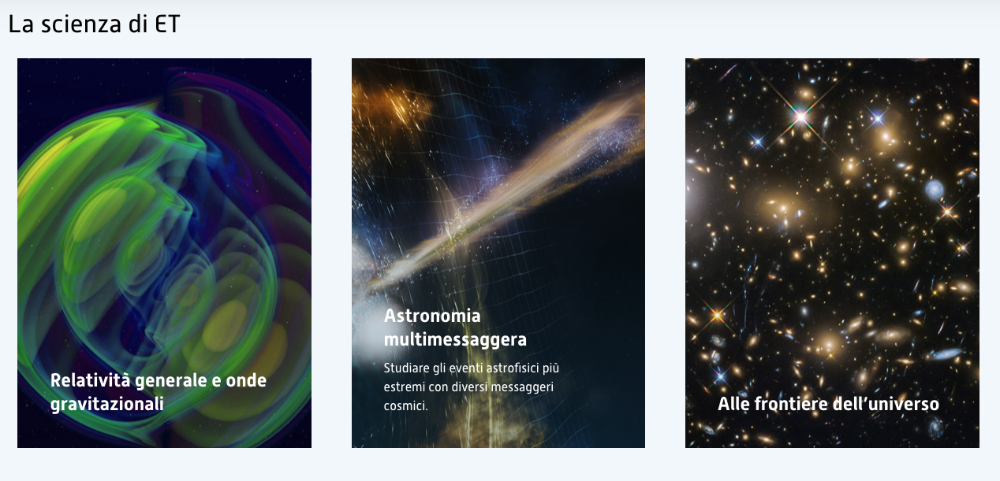 La scienza di ET
Relatività generale e onde
gravitazionali
Astronomia
multimessaggera
Studiare gli eventi astrofisici più
estremi con diversi messaggeri
cosmici.
Alle frontiere dell’universo